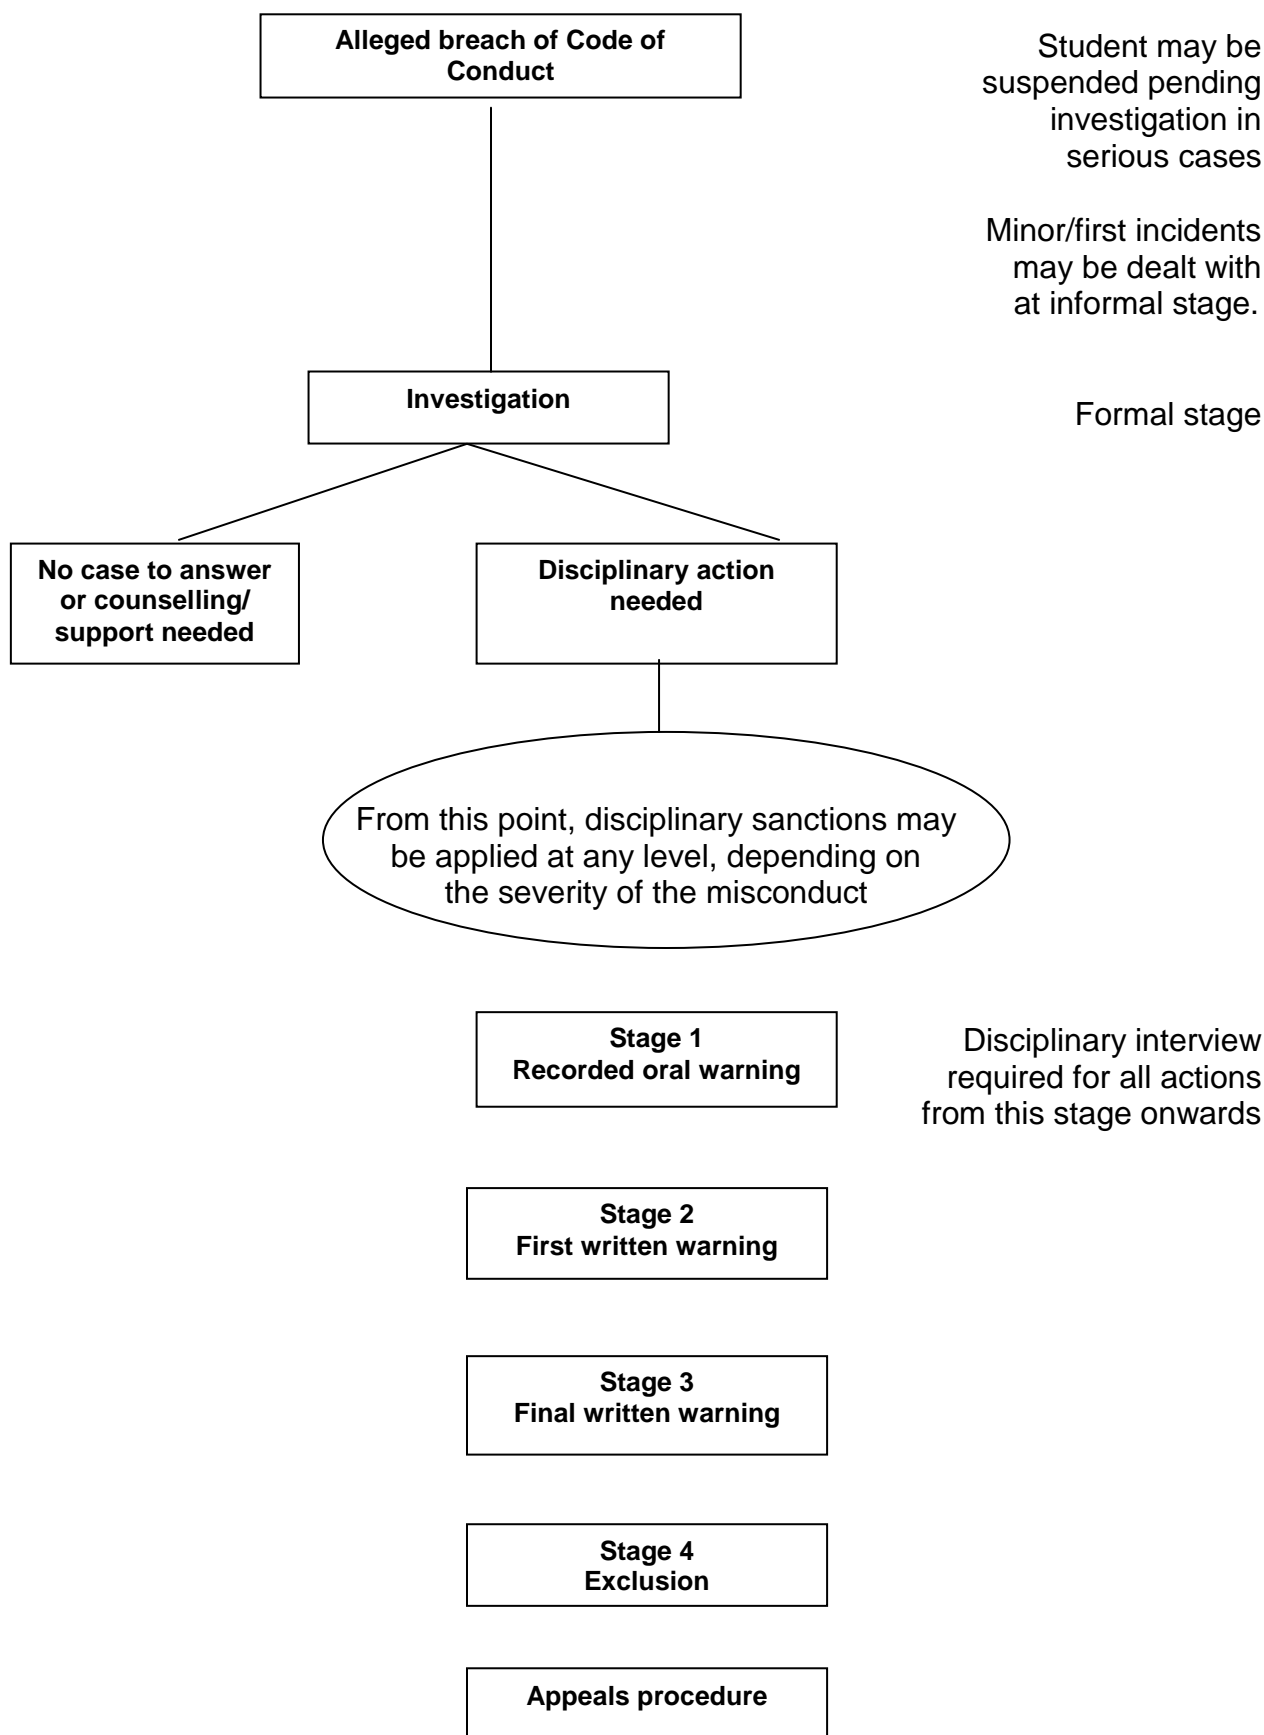 Alleged breach of Code of
Conduct
Student may be
suspended pending
investigation in
serious cases
Minor/first incidents
may be dealt with
at informal stage.
Investigation
Formal stage
No case to answer
or counselling/
support needed
Disciplinary action
needed
From this point, disciplinary sanctions may
be applied at any level, depending on
the severity of the misconduct
Stage 1
Recorded oral warning
Disciplinary interview
required for all actions
from this stage onwards
Stage 2
First written warning
Stage 3
Final written warning
Stage 4
Exclusion
Appeals procedure